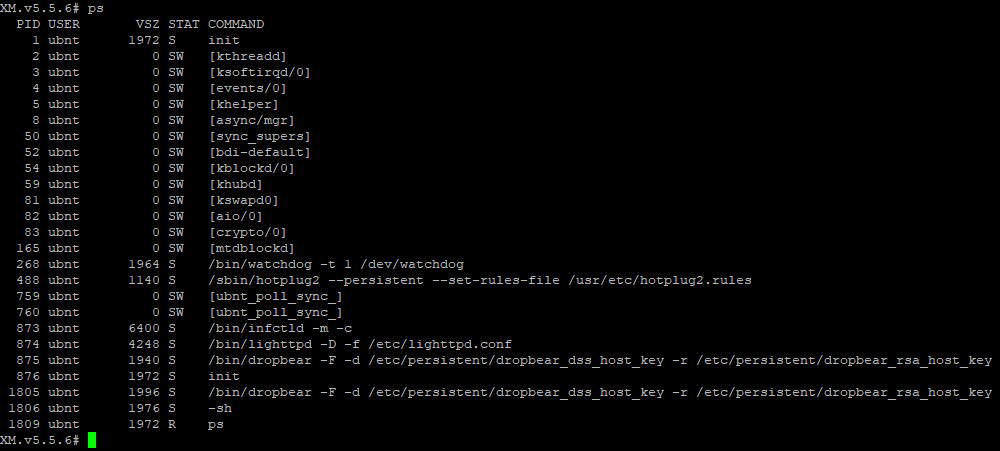 XM.v5.5.6# ps
  PID USER       VSZ STAT COMMAND
    1 ubnt      1972 S    init
    2 ubnt         0 SW   [kthreadd]
    3 ubnt         0 SW   [ksoftirqd/0]
    4 ubnt         0 SW   [events/0]
    5 ubnt         0 SW   [khelper]
    8 ubnt         0 SW   [async/mgr]
   50 ubnt         0 SW   [sync_supers]
   52 ubnt         0 SW   [bdi-default]
   54 ubnt         0 SW   [kblockd/0]
   59 ubnt         0 SW   [khubd]
   81 ubnt         0 SW   [kswapd0]
   82 ubnt         0 SW   [aio/0]
   83 ubnt         0 SW   [crypto/0]
  165 ubnt         0 SW   [mtdblockd]
  268 ubnt      1964 S    /bin/watchdog -t 1 /dev/watchdog
  488 ubnt      1140 S    /sbin/hotplug2 --persistent --set-rules-file /usr/etc/hotplug2.rules
  759 ubnt         0 SW   [ubnt_poll_sync_]
  760 ubnt         0 SW   [ubnt_poll_sync_]
  873 ubnt      6400 S    /bin/infctld -m -c
  874 ubnt      4248 S    /bin/lighttpd -D -f /etc/lighttpd.conf
  875 ubnt      1940 S    /bin/dropbear -F -d /etc/persistent/dropbear_dss_host_key -r /etc/persistent/dropbear_rsa_host_key
  876 ubnt      1972 S    init
 1805 ubnt      1996 S    /bin/dropbear -F -d /etc/persistent/dropbear_dss_host_key -r /etc/persistent/dropbear_rsa_host_key
 1806 ubnt      1976 S    -sh
 1809 ubnt      1972 R    ps
XM.v5.5.6#